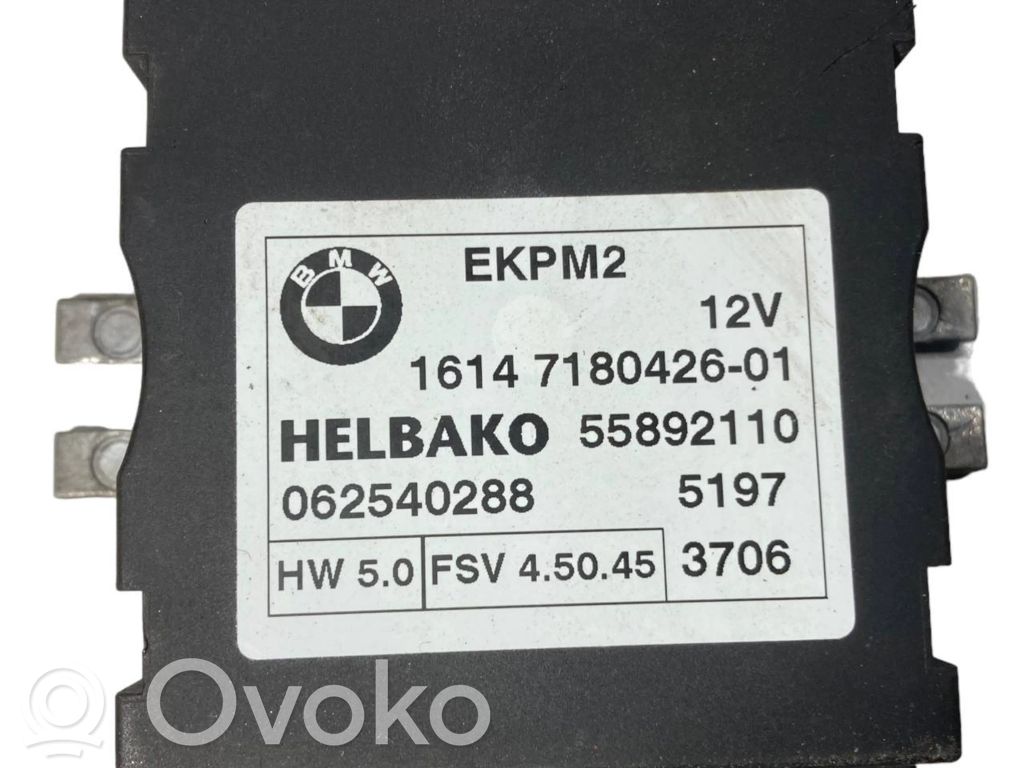 BMW
EKPM2
12V
1614 7180426-01
HELBAKO 55892110
062540288 5197
HW 5.0 FSV 4.50.45 3706
Ovoko